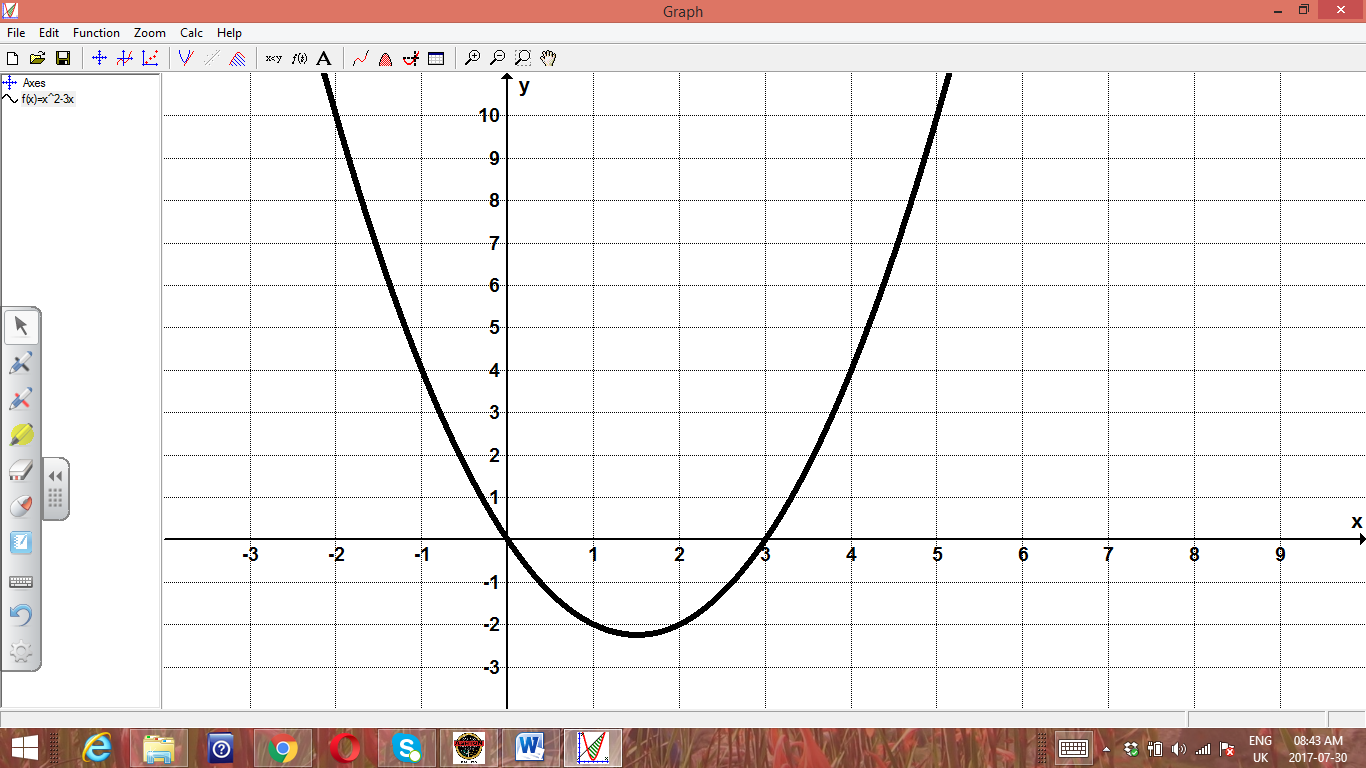 Graph
File Edit Function Zoom Calc Help
Axes
f(x)=x^2-3x
y
10
9
8
7
6
5
4
3
2
1
x
-3 -2 -1 1 2 3 4 5 6 7 8 9
-1
-2
-3
ENG 08:43 AM
UK 2017-07-30